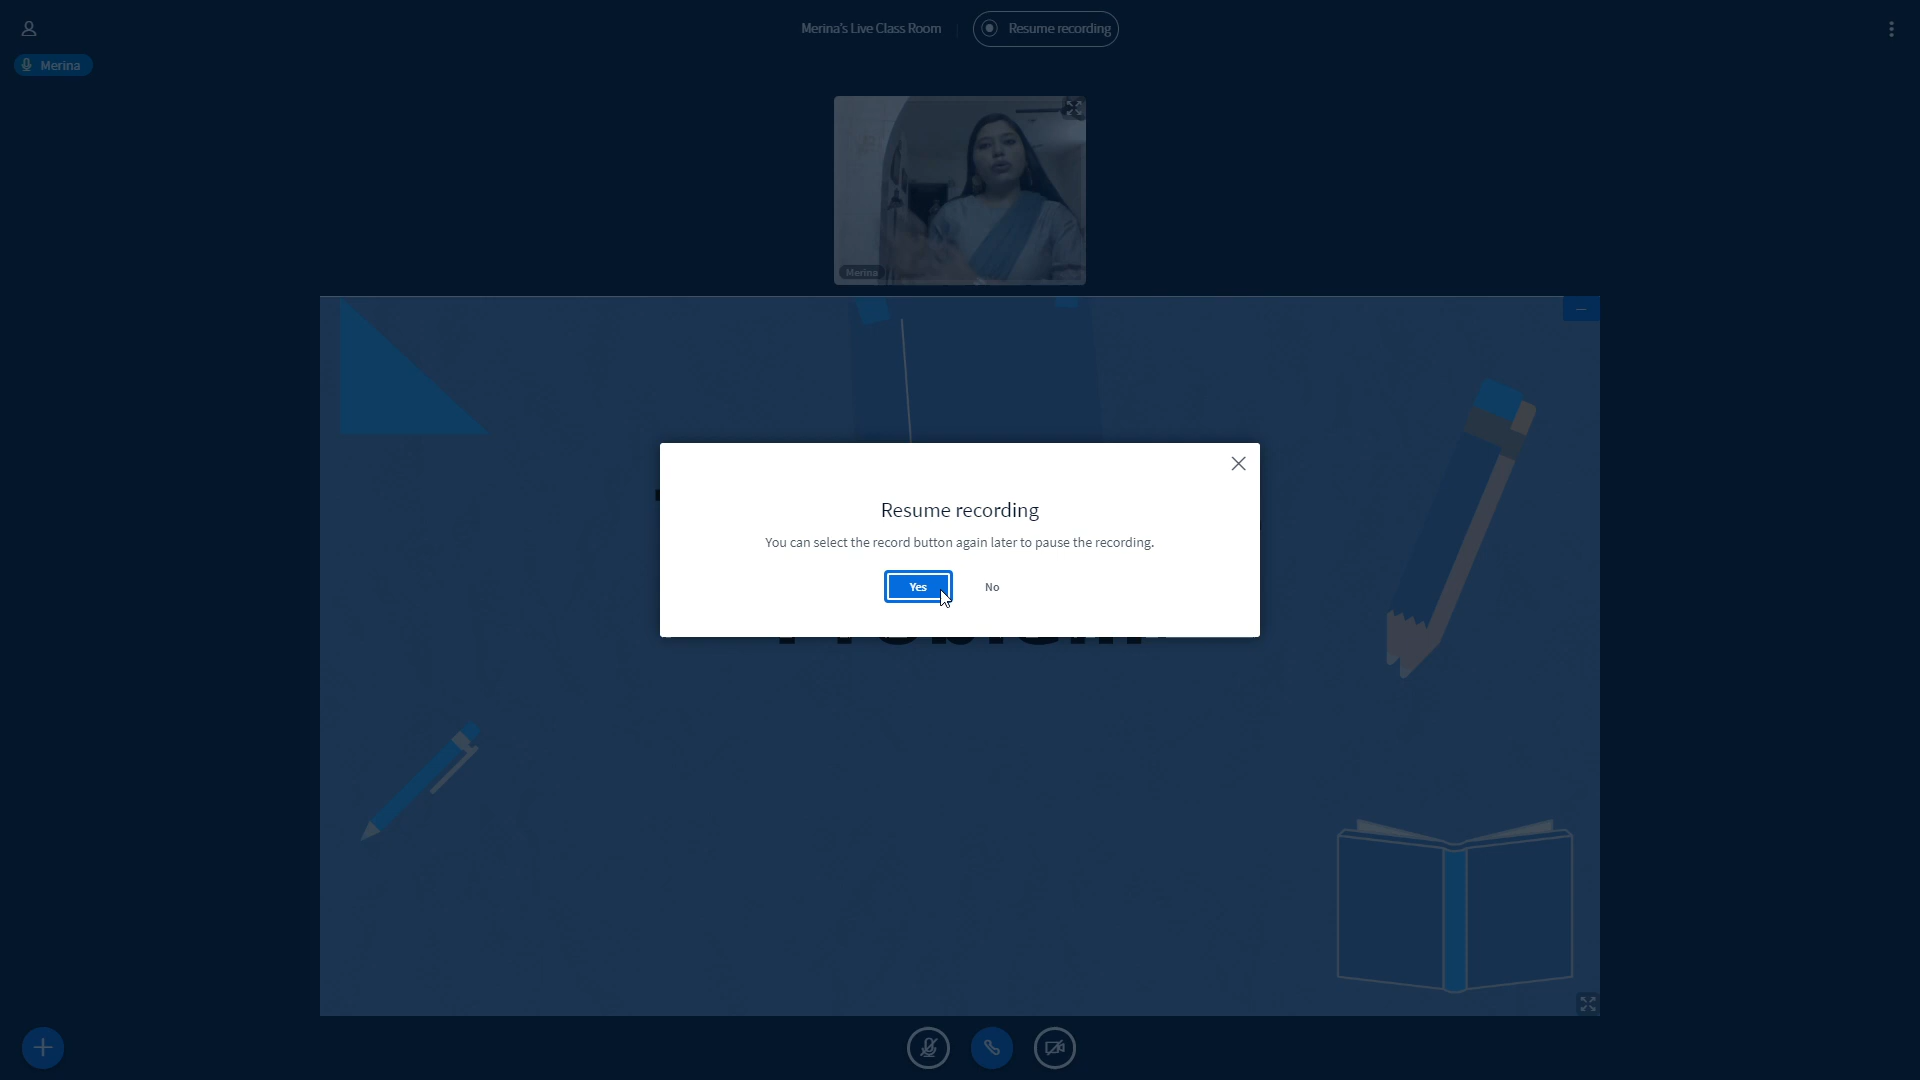 Merina's Live Class Room
Resume recording
Merina
Merina
Resume recording
You can select the record button again later to pause the recording.
Yes
No